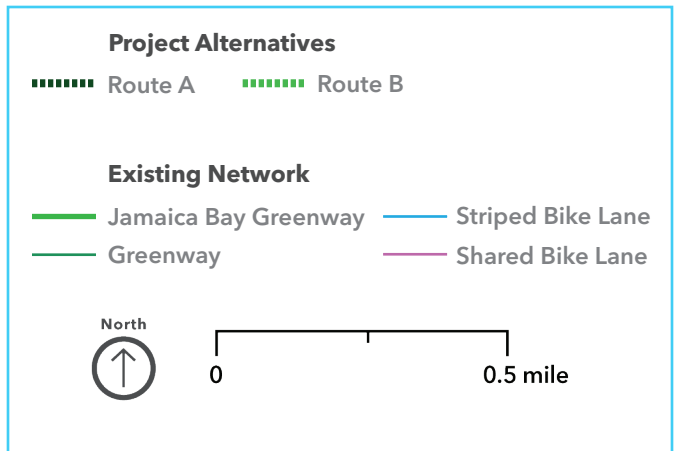 Project Alternatives
Route A Route B
Existing Network
Jamaica Bay Greenway Striped Bike Lane
Greenway Shared Bike Lane
North
0 0.5 mile